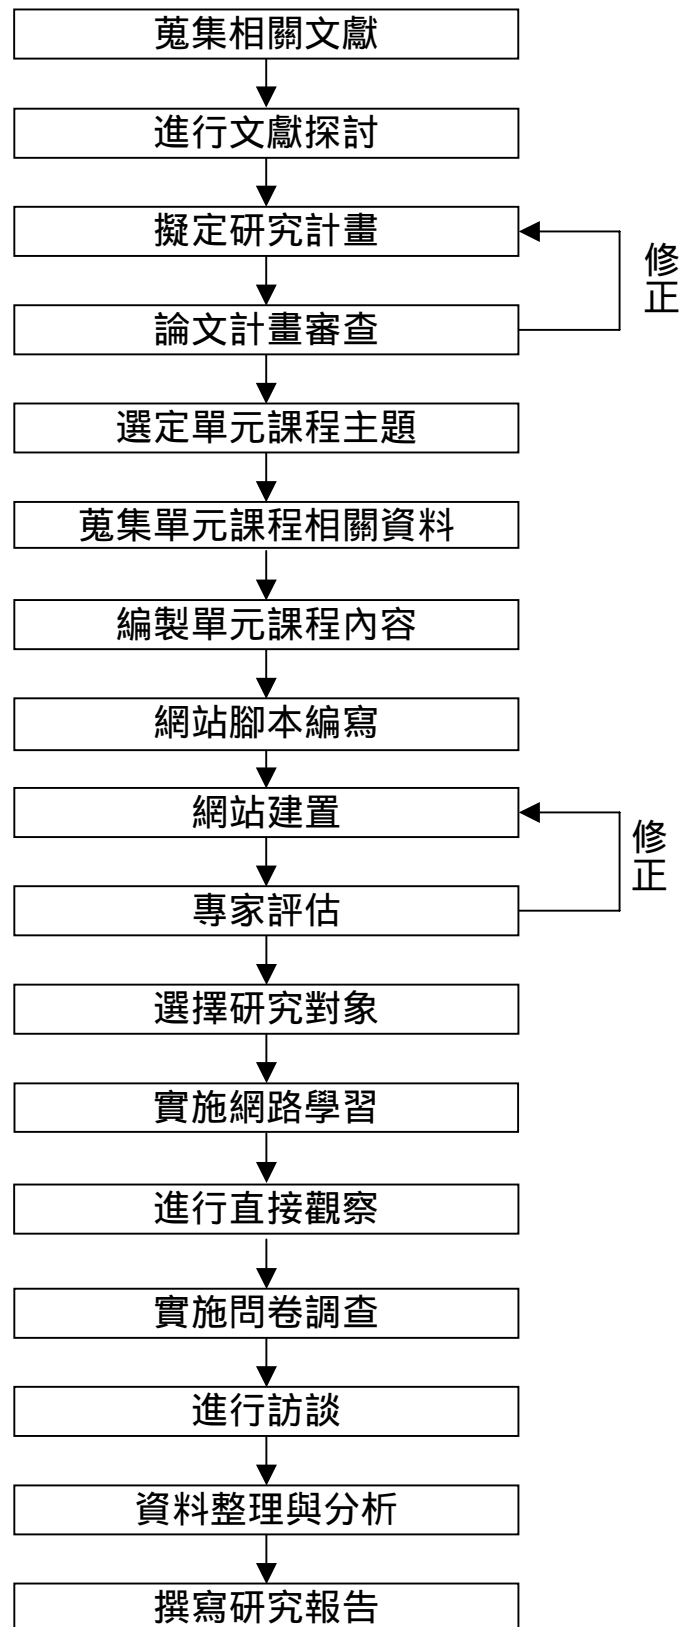 蒐集相關文獻
進行文獻探討
擬定研究計畫
修正
論文計畫審查
選定單元課程主題
蒐集單元課程相關資料
編製單元課程內容
網站腳本編寫
網站建置
修正
專家評估
選擇研究對象
實施網路學習
進行直接觀察
實施問卷調查
進行訪談
資料整理與分析
撰寫研究報告